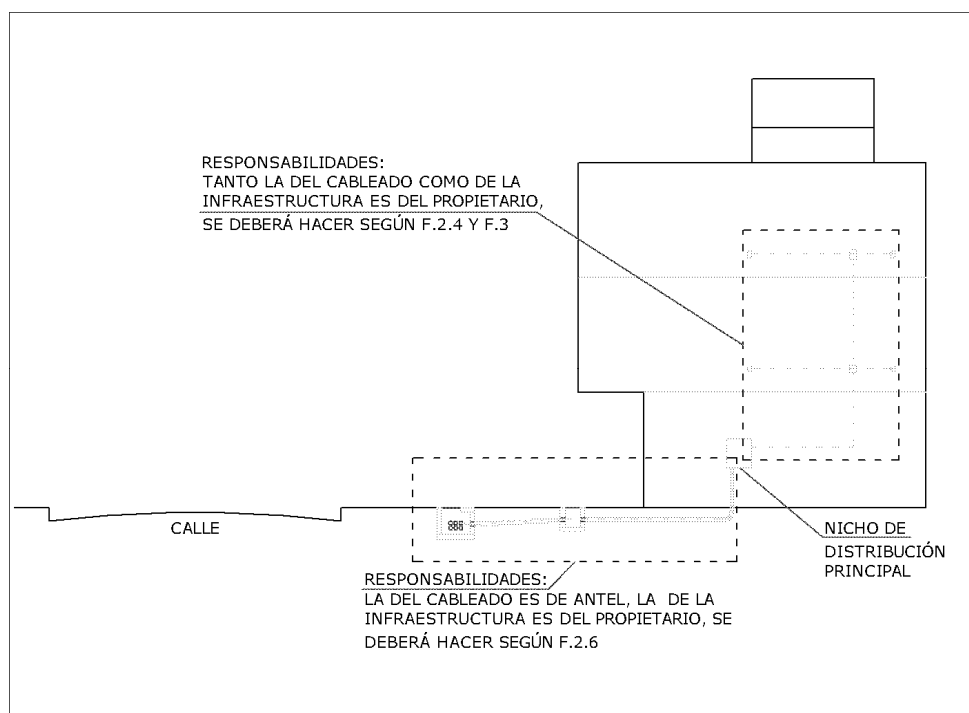 RESPONSABILIDADES:
TANTO LA DEL CABLEADO COMO DE LA
INFRAESTRUCTURA ES DEL PROPIETARIO,
SE DEBERÁ HACER SEGÚN F.2.4 Y F.3
CALLE
NICHO DE
DISTRIBUCIÓN
PRINCIPAL
RESPONSABILIDADES:
LA DEL CABLEADO ES DE ANTEL, LA DE LA
INFRAESTRUCTURA ES DEL PROPIETARIO, SE
DEBERÁ HACER SEGÚN F.2.6